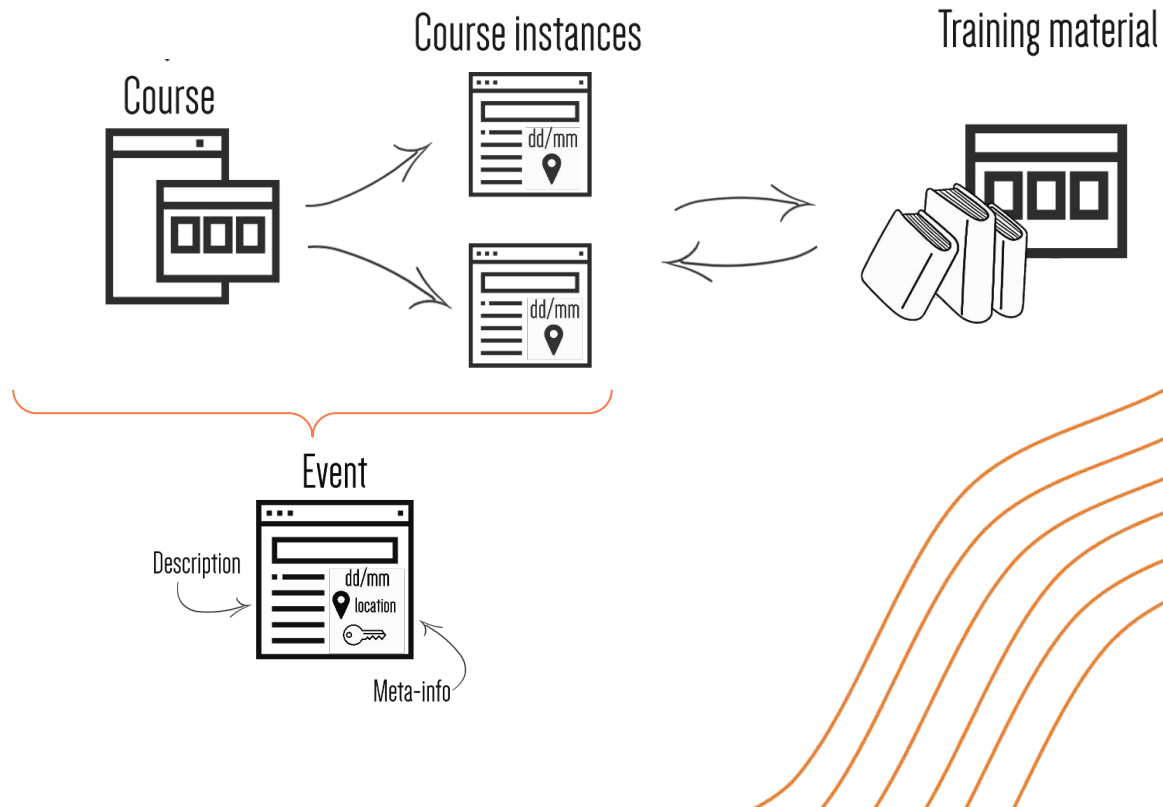 Course instances
Training material
Course
dd/mm
dd/mm
Event
Description
dd/mm
location
Meta-info